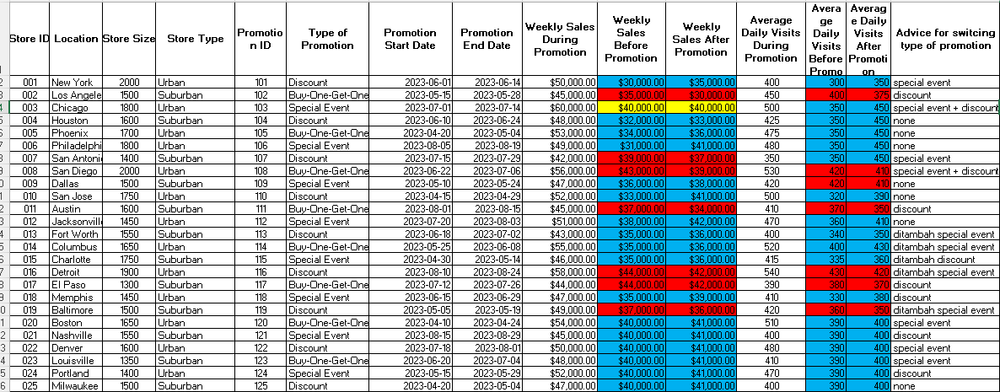 Store ID Location Store Size Store Type Promotio n ID Type of Promotion Promotion Start Date Promotion End Date Weekly Sales During Promotion Weekly Sales Before Promotion Weekly Sales After Promotion Average Daily Visits During Promotion Avera ge Daily Visits Before Promo Averag e Daily Visits After Promoti on Advice for switcing type of promotion
001 New York 2000 Urban 101 Discount 2023-06-01 2023-06-14 $50,000.00 $30,000.00 $35,000.00 400 300 350 special event
002 Los Angele 1500 Suburban 102 Buy-One-Get-One 2023-05-15 2023-05-28 $45,000.00 $35,000.00 $30,000.00 450 400 375 discount
003 Chicago 1800 Urban 103 Special Event 2023-07-01 2023-07-14 $60,000.00 $40,000.00 $40,000.00 500 350 450 special event + discount
004 Houston 1600 Suburban 104 Discount 2023-06-10 2023-06-24 $48,000.00 $32,000.00 $33,000.00 425 350 450 none
005 Phoenix 1700 Urban 105 Buy-One-Get-One 2023-04-20 2023-05-04 $53,000.00 $34,000.00 $36,000.00 475 350 450 none
006 Philadelphi 1800 Urban 106 Special Event 2023-08-05 2023-08-19 $49,000.00 $31,000.00 $41,000.00 480 350 450 none
007 San Antoni 1400 Suburban 107 Discount 2023-07-15 2023-07-29 $42,000.00 $39,000.00 $37,000.00 350 350 450 special event
008 San Diego 2000 Urban 108 Buy-One-Get-One 2023-06-22 2023-07-06 $56,000.00 $43,000.00 $39,000.00 530 420 410 special event + discount
009 Dallas 1500 Suburban 109 Special Event 2023-05-10 2023-05-24 $47,000.00 $36,000.00 $38,000.00 420 420 410 none
010 San Jose 1750 Urban 110 Discount 2023-04-15 2023-04-29 $52,000.00 $33,000.00 $41,000.00 500 320 390 none
011 Austin 1600 Suburban 111 Buy-One-Get-One 2023-08-01 2023-08-15 $45,000.00 $37,000.00 $34,000.00 410 370 350 discount
012 Jacksonvill 1450 Urban 112 Special Event 2023-07-20 2023-08-03 $51,000.00 $38,000.00 $42,000.00 470 360 410 none
013 Fort Worth 1550 Suburban 113 Discount 2023-06-18 2023-07-02 $43,000.00 $35,000.00 $36,000.00 400 340 350 ditambah special event
014 Columbus 1650 Urban 114 Buy-One-Get-One 2023-05-25 2023-06-08 $55,000.00 $35,000.00 $36,000.00 520 400 430 ditambah special event
015 Charlotte 1750 Suburban 115 Special Event 2023-04-30 2023-05-14 $46,000.00 $35,000.00 $36,000.00 415 335 360 ditambah discount
016 Detroit 1900 Urban 116 Discount 2023-08-10 2023-08-24 $58,000.00 $44,000.00 $42,000.00 540 430 420 ditambah special event
017 El Paso 1300 Suburban 117 Buy-One-Get-One 2023-07-12 2023-07-26 $44,000.00 $44,000.00 $42,000.00 390 380 370 discount
018 Memphis 1450 Urban 118 Special Event 2023-06-15 2023-06-29 $47,000.00 $35,000.00 $39,000.00 410 330 380 discount
019 Baltimore 1500 Suburban 119 Discount 2023-05-05 2023-05-19 $49,000.00 $37,000.00 $36,000.00 420 360 350 ditambah special event
020 Boston 1650 Urban 120 Buy-One-Get-One 2023-04-10 2023-04-24 $54,000.00 $40,000.00 $41,000.00 510 390 400 special event
021 Nashville 1550 Suburban 121 Special Event 2023-08-15 2023-08-29 $45,000.00 $40,000.00 $41,000.00 400 390 400 discount
022 Denver 1600 Urban 122 Discount 2023-07-18 2023-08-01 $50,000.00 $40,000.00 $41,000.00 480 390 400 special event
023 Louisville 1350 Suburban 123 Buy-One-Get-One 2023-06-20 2023-07-04 $48,000.00 $40,000.00 $41,000.00 410 390 400 special event
024 Portland 1400 Urban 124 Special Event 2023-05-15 2023-05-29 $52,000.00 $40,000.00 $41,000.00 470 390 400 discount
025 Milwaukee 1500 Suburban 125 Discount 2023-04-20 2023-05-04 $47,000.00 $40,000.00 $41,000.00 400 390 400 none